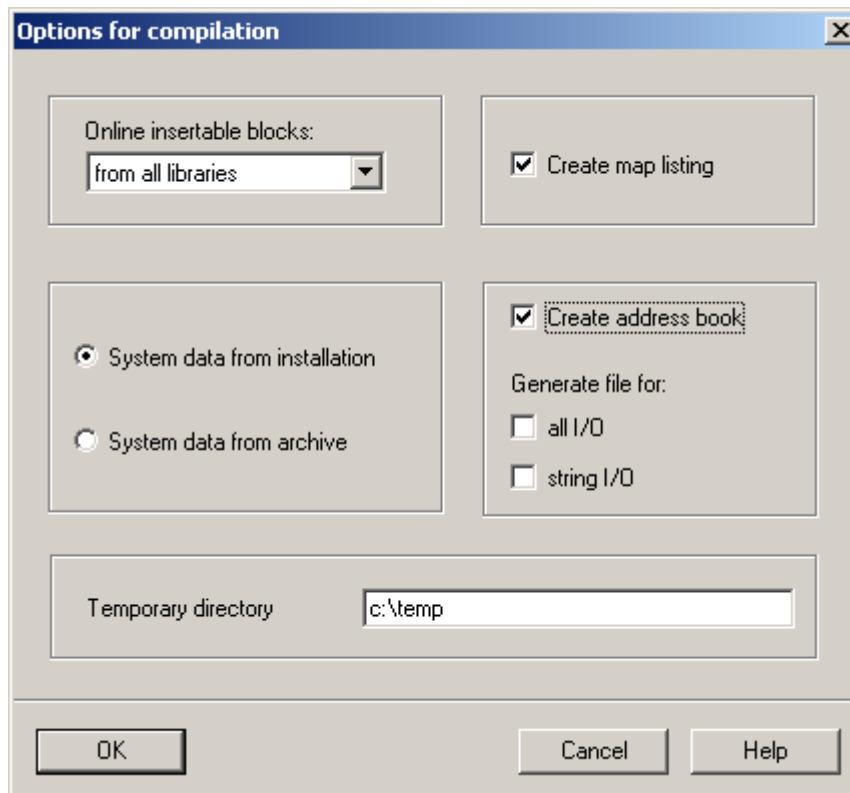 Options for compilation
Online insertable blocks:
from all libraries
Create map listing
System data from installation
System data from archive
Create address book
Generate file for:
all I/O
string I/O
Temporary directory
c:\temp
OK
Cancel
Help